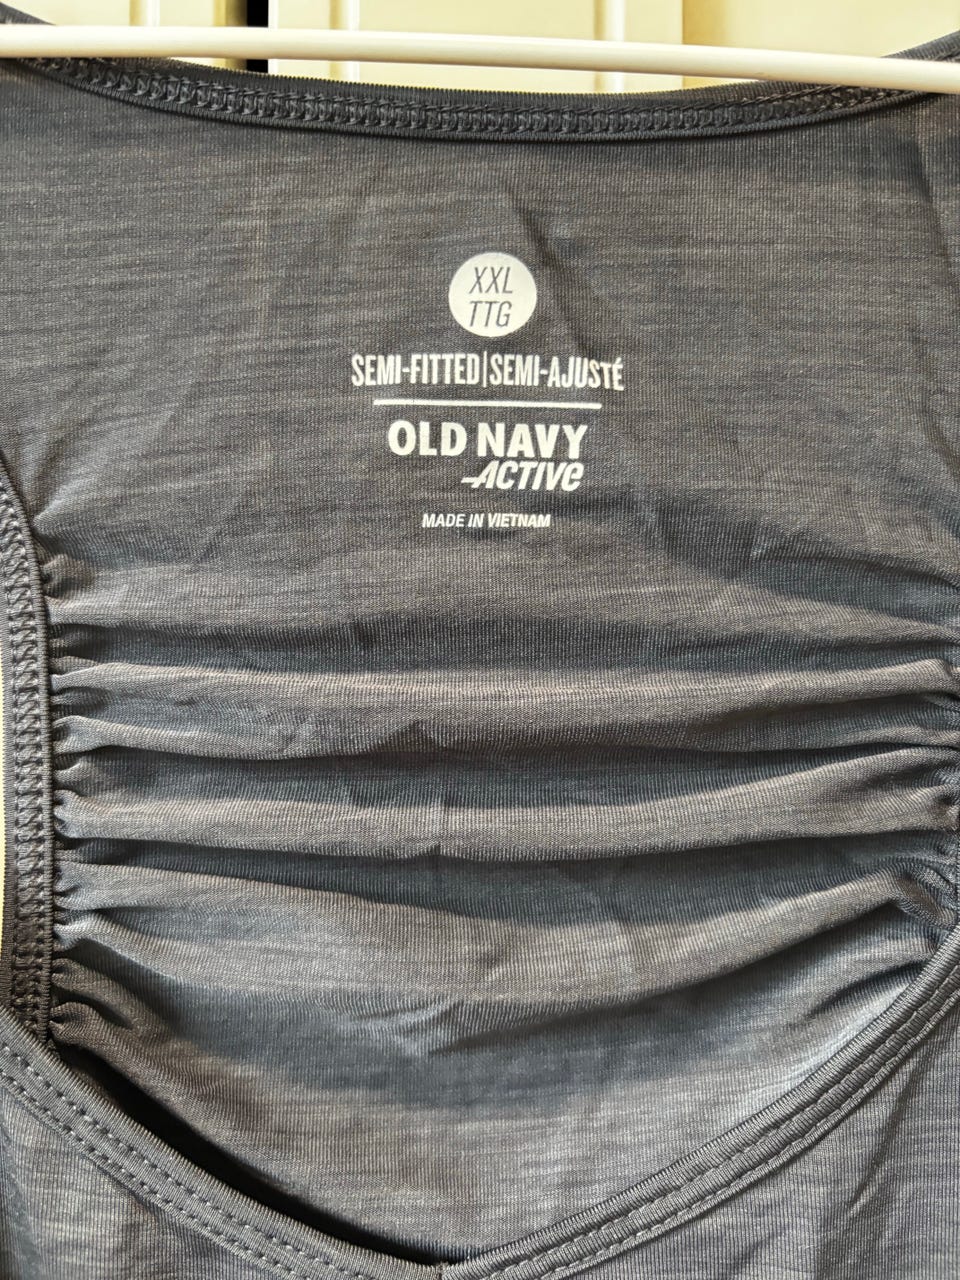 XXL
TTG
SEMI-FITTED|SEMI-AJUSTÉ
OLD NAVY
ACTIVE
MADE IN VIETNAM